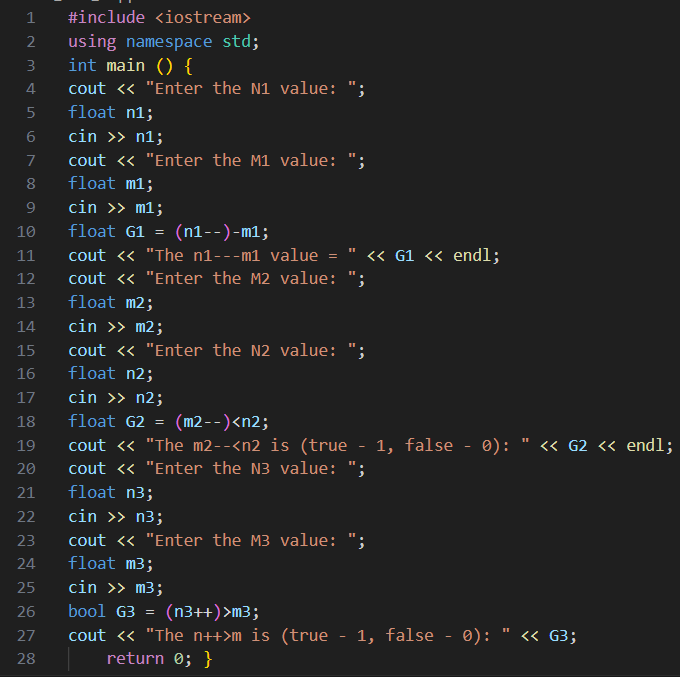 1 #include <iostream>
2 using namespace std;
3 int main () {
4 cout << "Enter the N1 value: ";
5 float n1;
6 cin >> n1;
7 cout << "Enter the M1 value: ";
8 float m1;
9 cin >> m1;
10 float G1 = (n1--)-m1;
11 cout << "The n1---m1 value = " << G1 << endl;
12 cout << "Enter the M2 value: ";
13 float m2;
14 cin >> m2;
15 cout << "Enter the N2 value: ";
16 float n2;
17 cin >> n2;
18 float G2 = (m2--)<n2;
19 cout << "The m2--<n2 is (true - 1, false - 0): " << G2 << endl;
20 cout << "Enter the N3 value: ";
21 float n3;
22 cin >> n3;
23 cout << "Enter the M3 value: ";
24 float m3;
25 cin >> m3;
26 bool G3 = (n3++)>m3;
27 cout << "The n++>m is (true - 1, false - 0): " << G3;
28 return 0; }